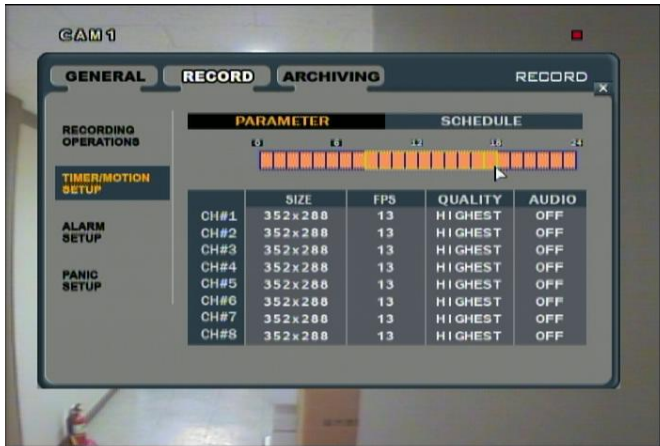 CAM 1
GENERAL RECORD ARCHIVING RECORD
RECORDING OPERATIONS
TIMER/MOTION SETUP
ALARM SETUP
PANIC SETUP
PARAMETER SCHEDULE
0 6 12 18 24
SIZE FPS QUALITY AUDIO
CH#1 352x288 13 HIGHEST OFF
CH#2 352x288 13 HIGHEST OFF
CH#3 352x288 13 HIGHEST OFF
CH#4 352x288 13 HIGHEST OFF
CH#5 352x288 13 HIGHEST OFF
CH#6 352x288 13 HIGHEST OFF
CH#7 352x288 13 HIGHEST OFF
CH#8 352x288 13 HIGHEST OFF